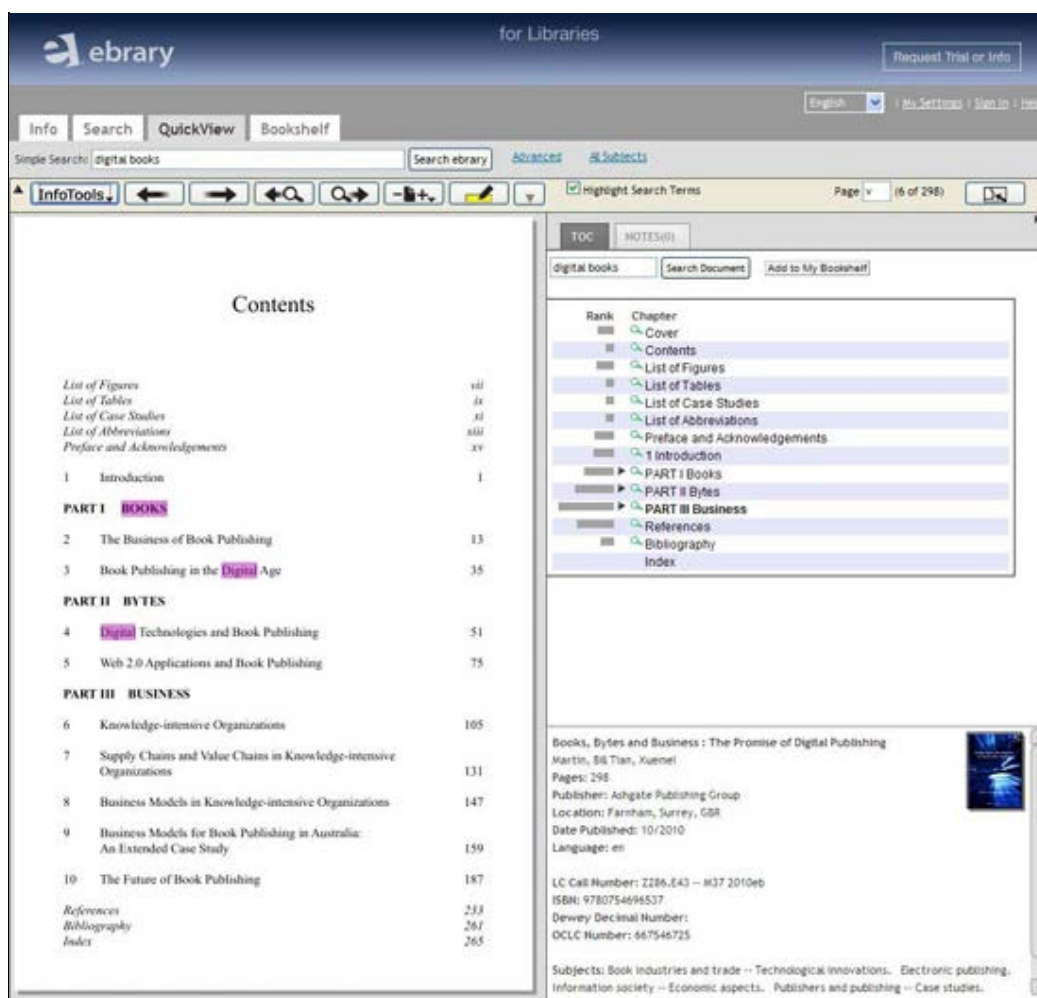 ebrary
for Libraries
Request Trial or Info
English | My Settings | Sign In |
Info Search QuickView Bookshelf
Simple Search: digital books Search ebrary Advanced All Subjects
InfoTools Highlight Search Terms Page v (6 of 298)
Contents
List of Figures vii
List of Tables ix
List of Case Studies xi
List of Abbreviations xiii
Preface and Acknowledgements xv
1 Introduction 1
PART I BOOKS
2 The Business of Book Publishing 13
3 Book Publishing in the Digital Age 35
PART II BYTES
4 Digital Technologies and Book Publishing 51
5 Web 2.0 Applications and Book Publishing 75
PART III BUSINESS
6 Knowledge-intensive Organizations 105
7 Supply Chains and Value Chains in Knowledge-intensive
Organizations 131
8 Business Models in Knowledge-intensive Organizations 147
9 Business Models for Book Publishing in Australia:
An Extended Case Study 159
10 The Future of Book Publishing 187
References 233
Bibliography 261
Index 265
TOC NOTES(0)
digital books Search Document Add to My Bookshelf
Rank Chapter
Cover
Contents
List of Figures
List of Tables
List of Case Studies
List of Abbreviations
Preface and Acknowledgements
1 Introduction
PART I Books
PART II Bytes
PART III Business
References
Bibliography
Index
Books, Bytes and Business : The Promise of Digital Publishing
Martin, Bill Tian, Xuemei
Pages: 298
Publisher: Ashgate Publishing Group
Location: Farnham, Surrey, GBR
Date Published: 10/2010
Language: en
LC Call Number: Z286.E43 -- M37 2010eb
ISBN: 9780754696537
Dewey Decimal Number:
OCLC Number: 667546725
Subjects: Book industries and trade -- Technological innovations. Electronic publishing.
Information society -- Economic aspects. Publishers and publishing -- Case studies.